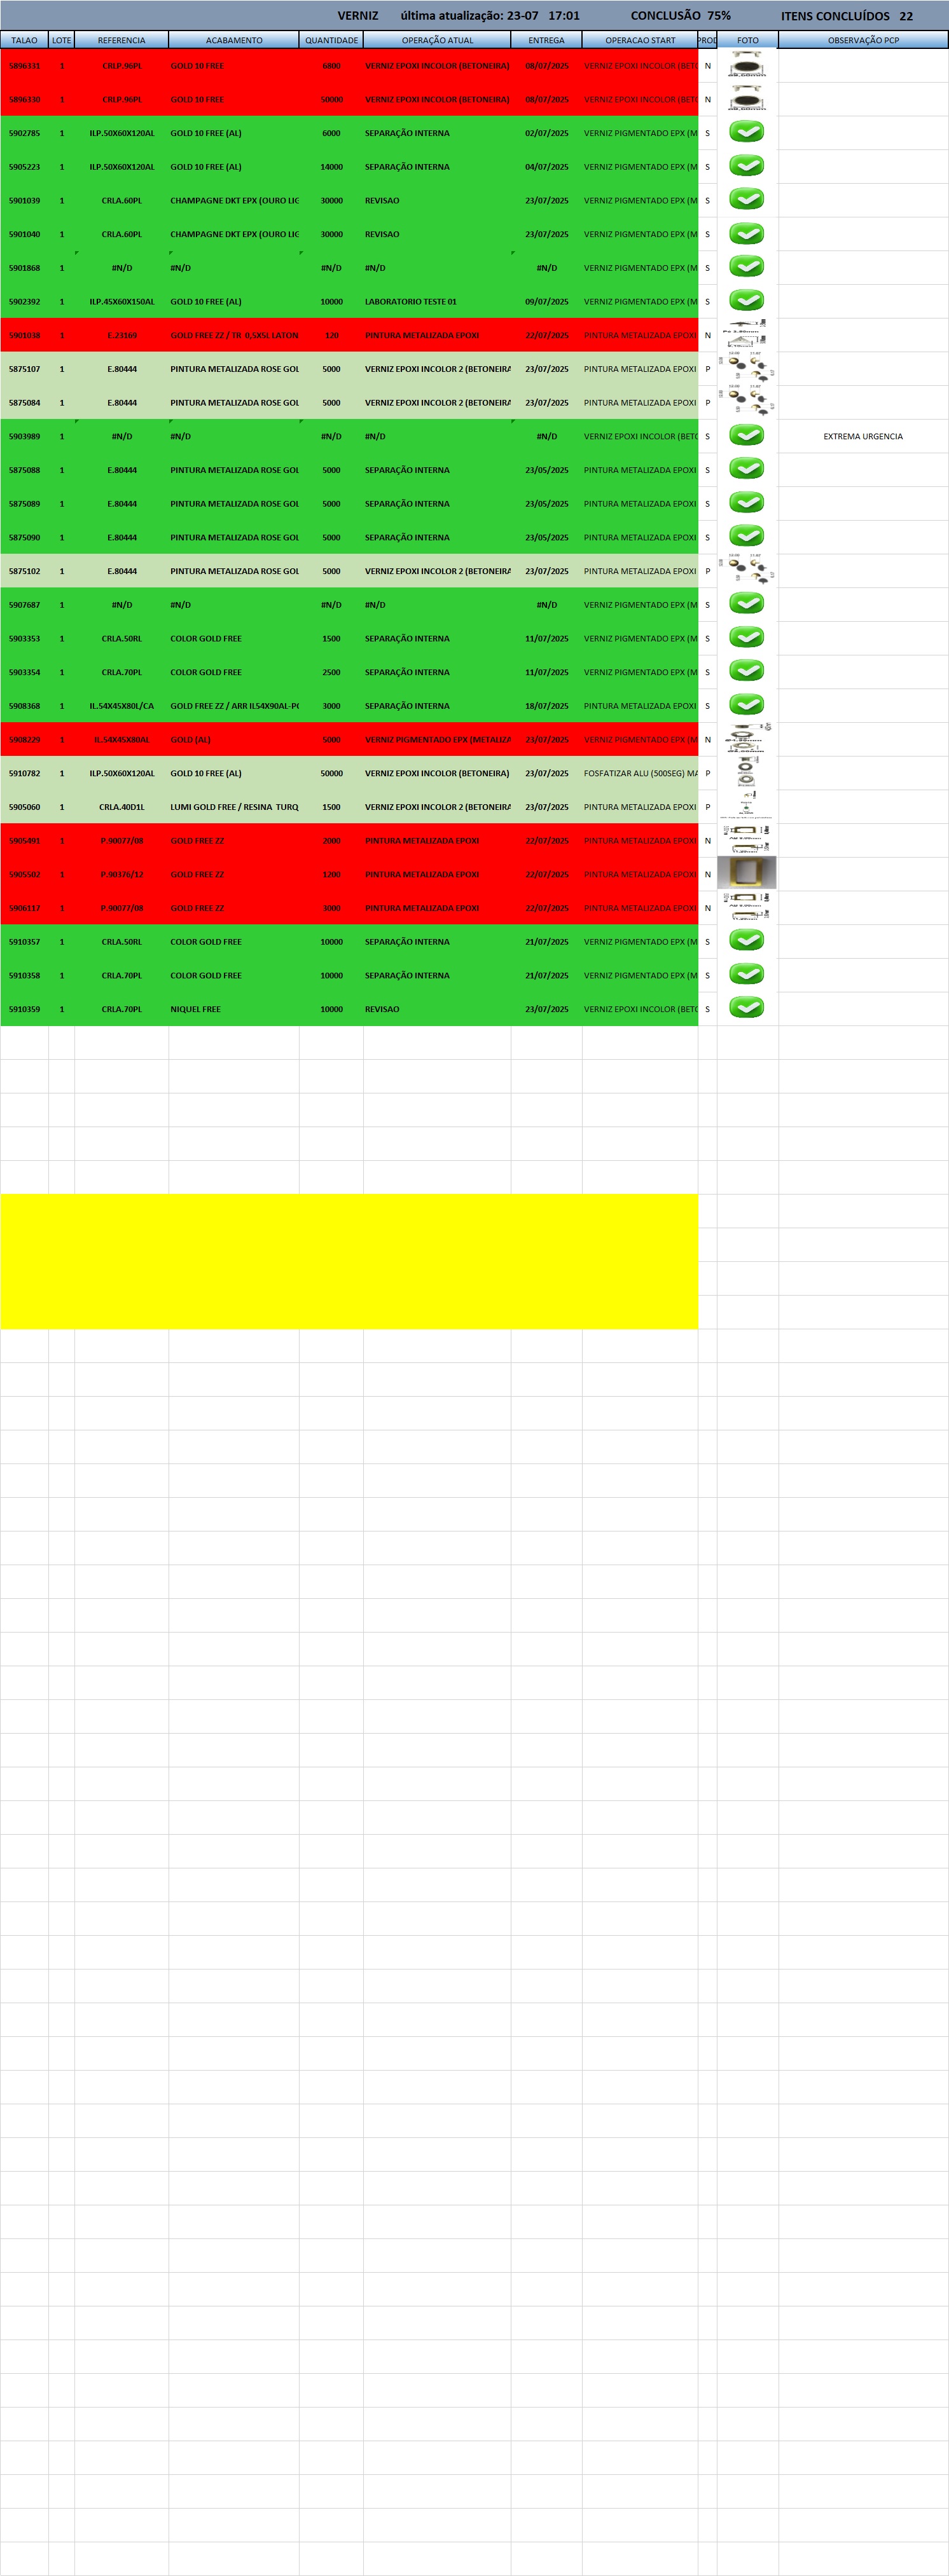 VERNIZ última atualização: 23-07 17:01 CONCLUSÃO 75% ITENS CONCLUÍDOS 22
TALAO LOTE REFERENCIA ACABAMENTO QUANTIDADE OPERAÇÃO ATUAL ENTREGA OPERACAO START PROD FOTO OBSERVAÇÃO PCP
5896331 1 CRLP.96PL GOLD 10 FREE 6800 VERNIZ EPOXI INCOLOR (BETONEIRA) 08/07/2025 VERNIZ EPOXI INCOLOR (BETO N
5896330 1 CRLP.96PL GOLD 10 FREE 50000 VERNIZ EPOXI INCOLOR (BETONEIRA) 08/07/2025 VERNIZ EPOXI INCOLOR (BETO N
5902785 1 ILP.50X60X120AL GOLD 10 FREE (AL) 6000 SEPARAÇÃO INTERNA 02/07/2025 VERNIZ PIGMENTADO EPX (M S
5905223 1 ILP.50X60X120AL GOLD 10 FREE (AL) 14000 SEPARAÇÃO INTERNA 04/07/2025 VERNIZ PIGMENTADO EPX (M S
5901039 1 CRLA.60PL CHAMPAGNE DKT EPX (OURO LIG 30000 REVISAO 23/07/2025 VERNIZ PIGMENTADO EPX (M S
5901040 1 CRLA.60PL CHAMPAGNE DKT EPX (OURO LIG 30000 REVISAO 23/07/2025 VERNIZ PIGMENTADO EPX (M S
5901868 1 #N/D #N/D #N/D #N/D #N/D VERNIZ PIGMENTADO EPX (M S
5902392 1 ILP.45X60X150AL GOLD 10 FREE (AL) 10000 LABORATORIO TESTE 01 09/07/2025 VERNIZ PIGMENTADO EPX (M S
5901038 1 E.23169 GOLD FREE ZZ / TR 0,5X5L LATON 120 PINTURA METALIZADA EPOXI 22/07/2025 PINTURA METALIZADA EPOXI N
5875107 1 E.80444 PINTURA METALIZADA ROSE GOL 5000 VERNIZ EPOXI INCOLOR 2 (BETONEIRA 23/07/2025 PINTURA METALIZADA EPOXI P
5875084 1 E.80444 PINTURA METALIZADA ROSE GOL 5000 VERNIZ EPOXI INCOLOR 2 (BETONEIRA 23/07/2025 PINTURA METALIZADA EPOXI P
5903989 1 #N/D #N/D #N/D #N/D #N/D VERNIZ EPOXI INCOLOR (BETO S EXTREMA URGENCIA
5875088 1 E.80444 PINTURA METALIZADA ROSE GOL 5000 SEPARAÇÃO INTERNA 23/05/2025 PINTURA METALIZADA EPOXI S
5875089 1 E.80444 PINTURA METALIZADA ROSE GOL 5000 SEPARAÇÃO INTERNA 23/05/2025 PINTURA METALIZADA EPOXI S
5875090 1 E.80444 PINTURA METALIZADA ROSE GOL 5000 SEPARAÇÃO INTERNA 23/05/2025 PINTURA METALIZADA EPOXI S
5875102 1 E.80444 PINTURA METALIZADA ROSE GOL 5000 VERNIZ EPOXI INCOLOR 2 (BETONEIRA 23/07/2025 PINTURA METALIZADA EPOXI P
5907687 1 #N/D #N/D #N/D #N/D #N/D VERNIZ PIGMENTADO EPX (M S
5903353 1 CRLA.50RL COLOR GOLD FREE 1500 SEPARAÇÃO INTERNA 11/07/2025 VERNIZ PIGMENTADO EPX (M S
5903354 1 CRLA.70PL COLOR GOLD FREE 2500 SEPARAÇÃO INTERNA 11/07/2025 VERNIZ PIGMENTADO EPX (M S
5908368 1 IL.54X45X80L/CA GOLD FREE ZZ / ARR IL54X90AL-PO 3000 SEPARAÇÃO INTERNA 18/07/2025 VERNIZ PIGMENTADO EPX (M S
5908229 1 IL.54X45X80AL GOLD (AL) 5000 VERNIZ PIGMENTADO EPX (METALIZA 23/07/2025 VERNIZ PIGMENTADO EPX (M N
5910782 1 ILP.50X60X120AL GOLD 10 FREE (AL) 50000 VERNIZ EPOXI INCOLOR (BETONEIRA) 23/07/2025 FOSFATIZAR ALU (500SEG) MA P
5905060 1 CRLA.40D1L LUMI GOLD FREE / RESINA TURQ 1500 VERNIZ EPOXI INCOLOR 2 (BETONEIRA 23/07/2025 PINTURA METALIZADA EPOXI P
5905491 1 P.90077/08 GOLD FREE ZZ 2000 PINTURA METALIZADA EPOXI 22/07/2025 PINTURA METALIZADA EPOXI N
5905502 1 P.90376/12 GOLD FREE ZZ 1200 PINTURA METALIZADA EPOXI 22/07/2025 PINTURA METALIZADA EPOXI N
5906117 1 P.90077/08 GOLD FREE ZZ 3000 PINTURA METALIZADA EPOXI 22/07/2025 PINTURA METALIZADA EPOXI N
5910357 1 CRLA.50RL COLOR GOLD FREE 10000 SEPARAÇÃO INTERNA 21/07/2025 VERNIZ PIGMENTADO EPX (M S
5910358 1 CRLA.70PL COLOR GOLD FREE 10000 SEPARAÇÃO INTERNA 21/07/2025 VERNIZ PIGMENTADO EPX (M S
5910359 1 CRLA.70PL NIQUEL FREE 10000 REVISAO 23/07/2025 VERNIZ EPOXI INCOLOR (BETO S